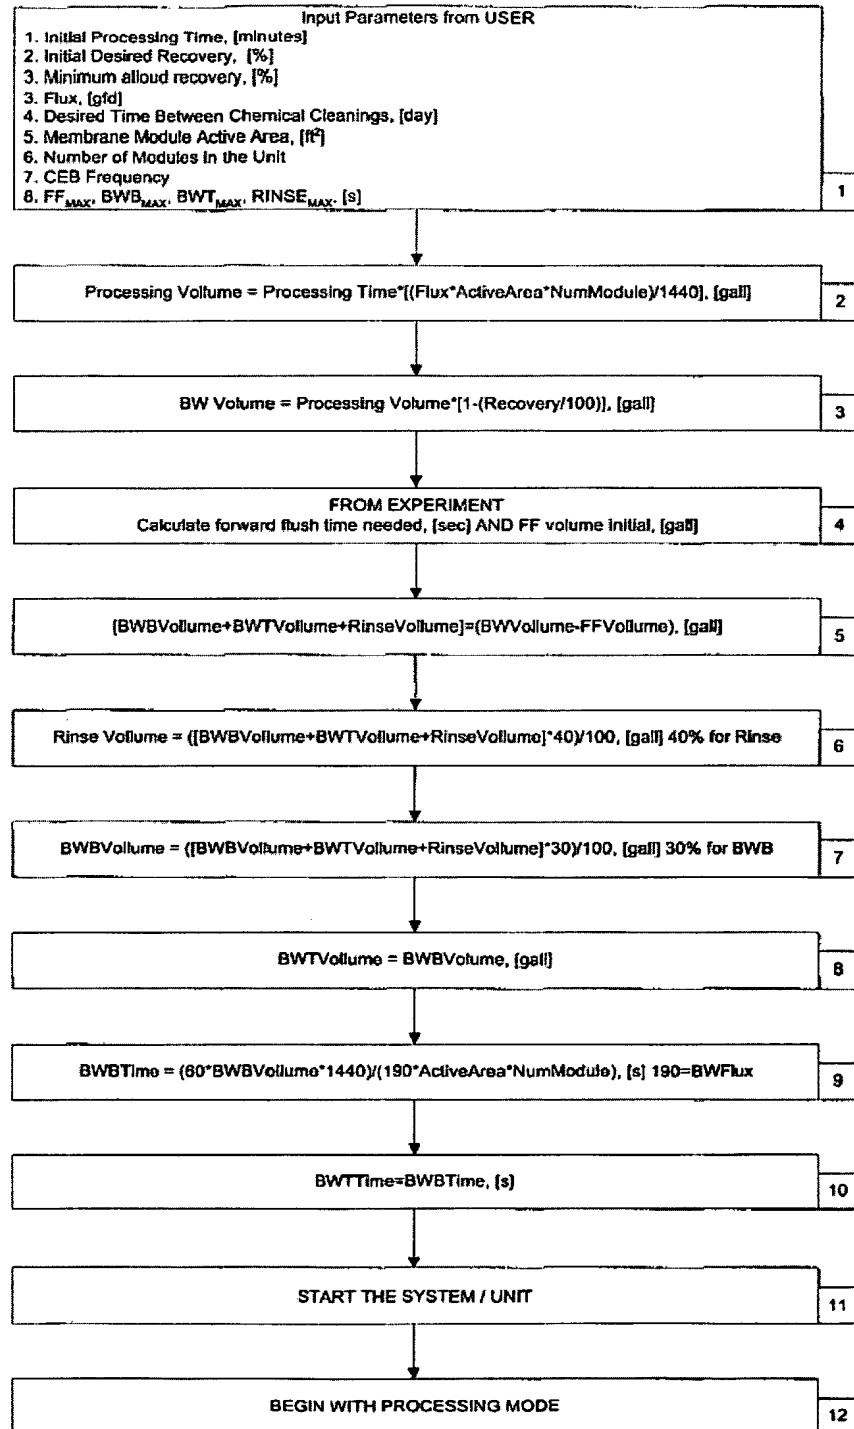 Input Parameters from USER
1. Initial Processing Time, [minutes]
2. Initial Desired Recovery, [%]
3. Minimum alloud recovery, [%]
3. Flux, [gfd]
4. Desired Time Between Chemical Cleanings, [day]
5. Membrane Module Active Area, [ft²]
6. Number of Modules in the Unit
7. CEB Frequency
8. FF_MAX, BWB_MAX, BWT_MAX, RINSE_MAX. [s]
1
Processing Vollume = Processing Time*[(Flux*ActiveArea*NumModule)/1440], [gall]
2
BW Volume = Processing Volume*[1-(Recovery/100)], [gall]
3
FROM EXPERIMENT
Calculate forward flush time needed, [sec] AND FF volume initial, [gall]
4
[BWBVollume+BWTVollume+RinseVollume]=(BWVollume-FFVollume), [gall]
5
Rinse Vollume = ([BWBVollume+BWTVollume+RinseVollume]*40)/100, [gall] 40% for Rinse
6
BWBVollume = ([BWBVollume+BWTVollume+RinseVollume]*30)/100, [gall] 30% for BWB
7
BWTVollume = BWBVolume, [gall]
8
BWBTime = (60*BWBVollume*1440)/(190*ActiveArea*NumModule), [s] 190=BWFlux
9
BWTTime=BWBTime, [s]
10
START THE SYSTEM / UNIT
11
BEGIN WITH PROCESSING MODE
12